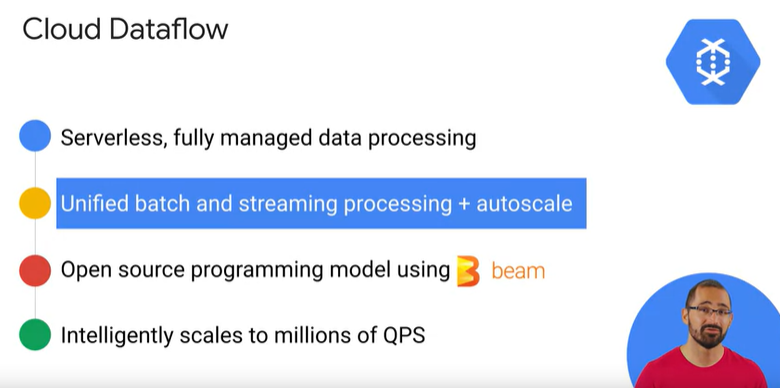 Cloud Dataflow
Serverless, fully managed data processing
Unified batch and streaming processing + autoscale
Open source programming model using beam
Intelligently scales to millions of QPS